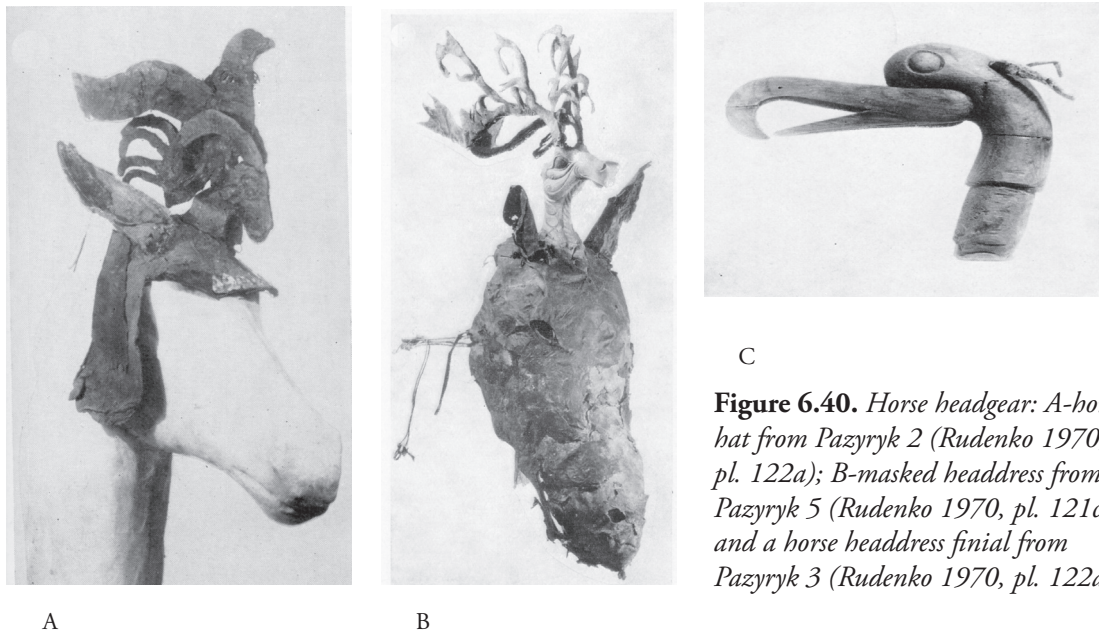 A
B
C
Figure 6.40. Horse headgear: A-ho
hat from Pazyryk 2 (Rudenko 1970
pl. 122a); B-masked headdress from
Pazyryk 5 (Rudenko 1970, pl. 121
and a horse headdress finial from
Pazyryk 3 (Rudenko 1970, pl. 122